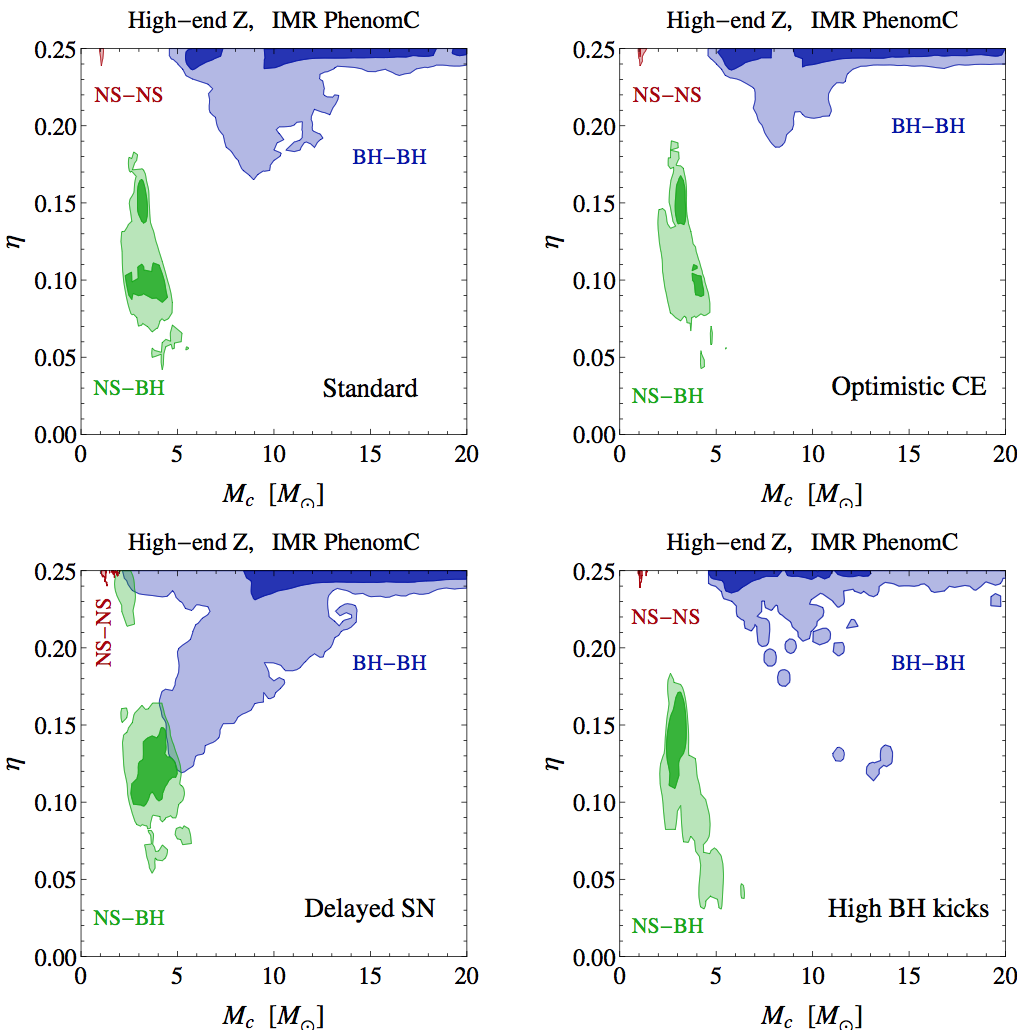 High−end Z, IMR PhenomC
0.25
0.20
0.15
0.10
0.05
0.00
η
NS−NS
BH−BH
NS−BH
Standard
0 5 10 15 20
M_c [M_⊙]
High−end Z, IMR PhenomC
0.25
0.20
0.15
0.10
0.05
0.00
η
NS−NS
BH−BH
NS−BH
Optimistic CE
0 5 10 15 20
M_c [M_⊙]
High−end Z, IMR PhenomC
0.25
0.20
0.15
0.10
0.05
0.00
η
NS−NS
BH−BH
NS−BH
Delayed SN
0 5 10 15 20
M_c [M_⊙]
High−end Z, IMR PhenomC
0.25
0.20
0.15
0.10
0.05
0.00
η
NS−NS
BH−BH
NS−BH
High BH kicks
0 5 10 15 20
M_c [M_⊙]